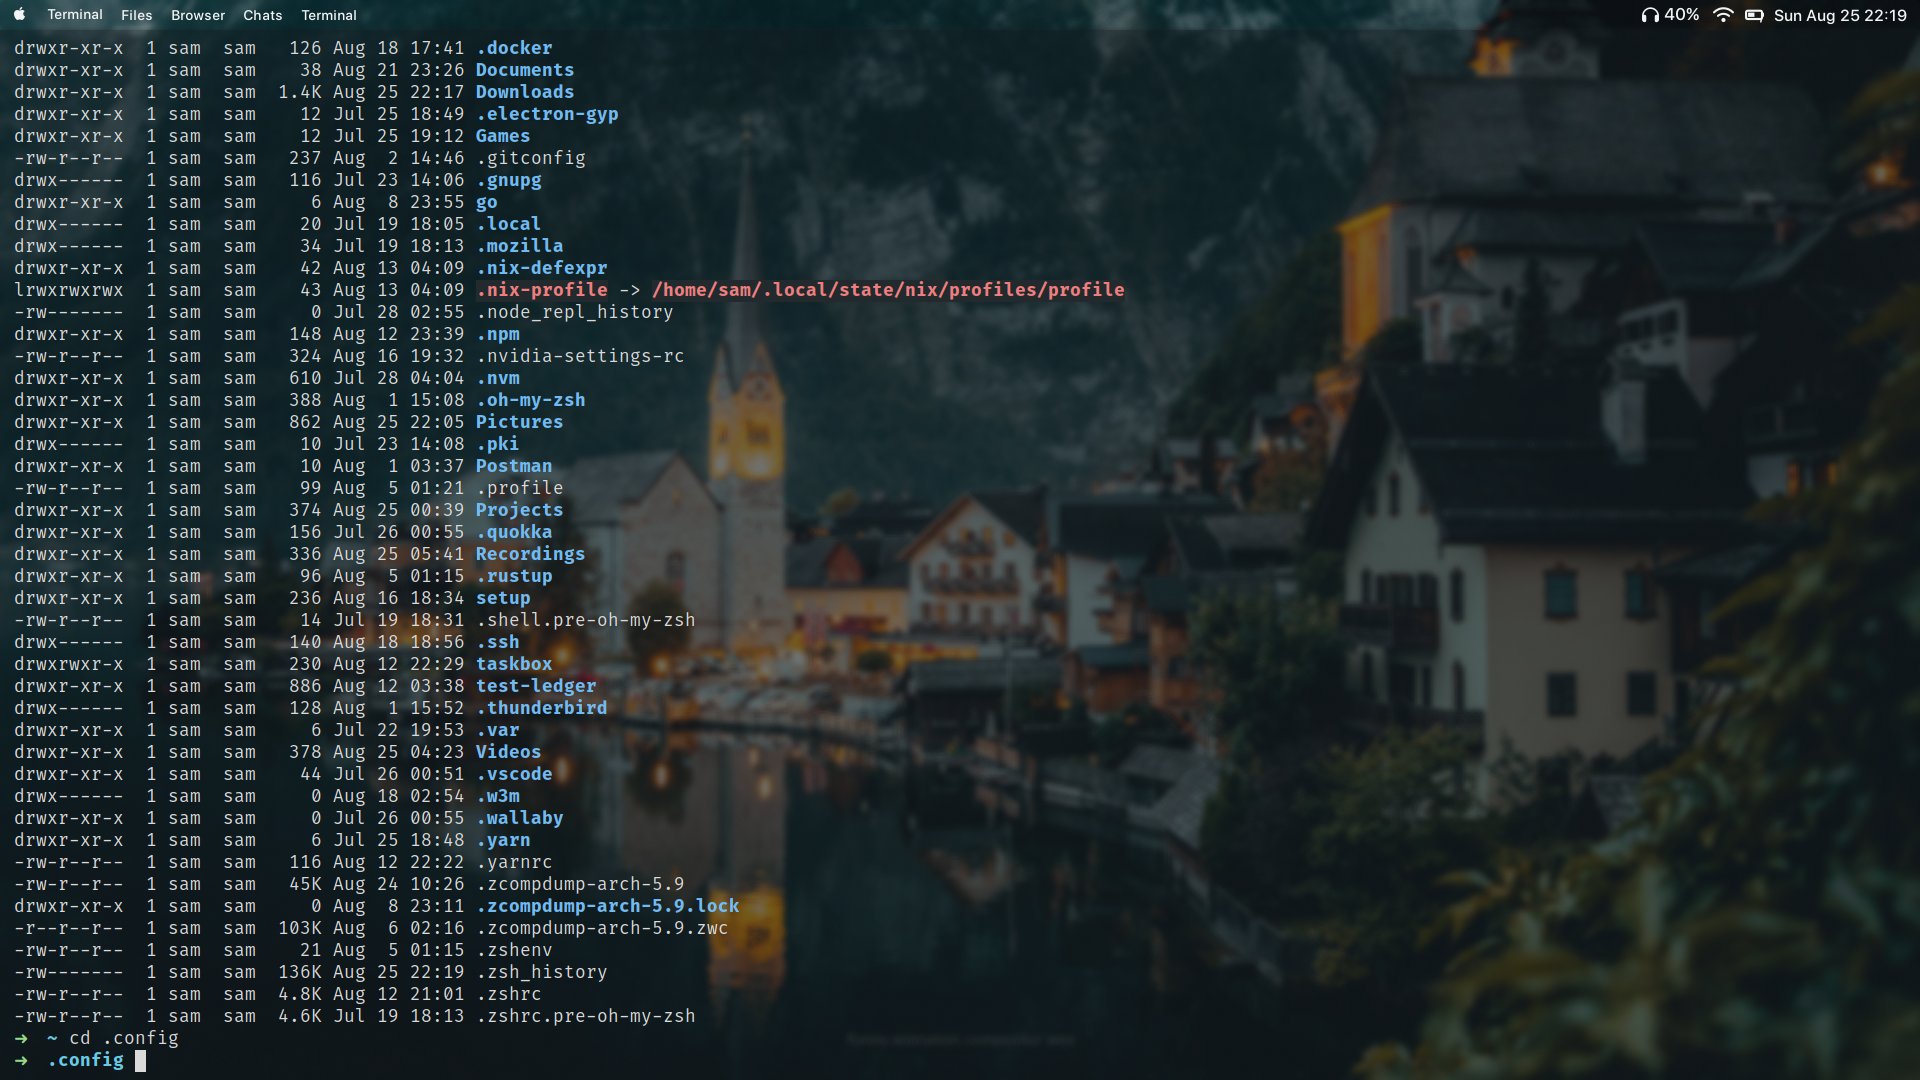 Terminal Files Browser Chats Terminal 40% Sun Aug 25 22:19
drwxr-xr-x 1 sam sam 126 Aug 18 17:41 .docker
drwxr-xr-x 1 sam sam 38 Aug 21 23:26 Documents
drwxr-xr-x 1 sam sam 1.4K Aug 25 22:17 Downloads
drwxr-xr-x 1 sam sam 12 Jul 25 18:49 .electron-gyp
drwxr-xr-x 1 sam sam 12 Jul 25 19:12 Games
-rw-r--r-- 1 sam sam 237 Aug 2 14:46 .gitconfig
drwx------ 1 sam sam 116 Jul 23 14:06 .gnupg
drwxr-xr-x 1 sam sam 6 Aug 8 23:55 go
drwx------ 1 sam sam 20 Jul 19 18:05 .local
drwx------ 1 sam sam 34 Jul 19 18:13 .mozilla
drwxr-xr-x 1 sam sam 42 Aug 13 04:09 .nix-defexpr
lrwxrwxrwx 1 sam sam 43 Aug 13 04:09 .nix-profile -> /home/sam/.local/state/nix/profiles/profile
-rw------- 1 sam sam 0 Jul 28 02:55 .node_repl_history
drwxr-xr-x 1 sam sam 148 Aug 12 23:39 .npm
-rw-r--r-- 1 sam sam 324 Aug 16 19:32 .nvidia-settings-rc
drwxr-xr-x 1 sam sam 610 Jul 28 04:04 .nvm
drwxr-xr-x 1 sam sam 388 Aug 1 15:08 .oh-my-zsh
drwxr-xr-x 1 sam sam 862 Aug 25 22:05 Pictures
drwx------ 1 sam sam 10 Jul 23 14:08 .pki
drwxr-xr-x 1 sam sam 10 Aug 1 03:37 Postman
-rw-r--r-- 1 sam sam 99 Aug 5 01:21 .profile
drwxr-xr-x 1 sam sam 374 Aug 25 00:39 Projects
drwxr-xr-x 1 sam sam 156 Jul 26 00:55 .quokka
drwxr-xr-x 1 sam sam 336 Aug 25 05:41 Recordings
drwxr-xr-x 1 sam sam 96 Aug 5 01:15 .rustup
drwxr-xr-x 1 sam sam 236 Aug 16 18:34 setup
-rw-r--r-- 1 sam sam 14 Jul 19 18:31 .shell.pre-oh-my-zsh
drwx------ 1 sam sam 140 Aug 18 18:56 .ssh
drwxrwxr-x 1 sam sam 230 Aug 12 22:29 taskbox
drwxr-xr-x 1 sam sam 886 Aug 12 03:38 test-ledger
drwx------ 1 sam sam 128 Aug 1 15:52 .thunderbird
drwxr-xr-x 1 sam sam 6 Jul 22 19:53 .var
drwxr-xr-x 1 sam sam 378 Aug 25 04:23 Videos
drwxr-xr-x 1 sam sam 44 Jul 26 00:51 .vscode
drwx------ 1 sam sam 0 Aug 18 02:54 .w3m
drwxr-xr-x 1 sam sam 0 Jul 26 00:55 .wallaby
drwxr-xr-x 1 sam sam 6 Jul 25 18:48 .yarn
-rw-r--r-- 1 sam sam 116 Aug 12 22:22 .yarnrc
-rw-r--r-- 1 sam sam 45K Aug 24 10:26 .zcompdump-arch-5.9
drwxr-xr-x 1 sam sam 0 Aug 8 23:11 .zcompdump-arch-5.9.lock
-r--r--r-- 1 sam sam 103K Aug 6 02:16 .zcompdump-arch-5.9.zwc
-rw-r--r-- 1 sam sam 21 Aug 5 01:15 .zshenv
-rw------- 1 sam sam 136K Aug 25 22:19 .zsh_history
-rw-r--r-- 1 sam sam 4.8K Aug 12 21:01 .zshrc
-rw-r--r-- 1 sam sam 4.6K Jul 19 18:13 .zshrc.pre-oh-my-zsh
➜ ~ cd .config
➜ .config